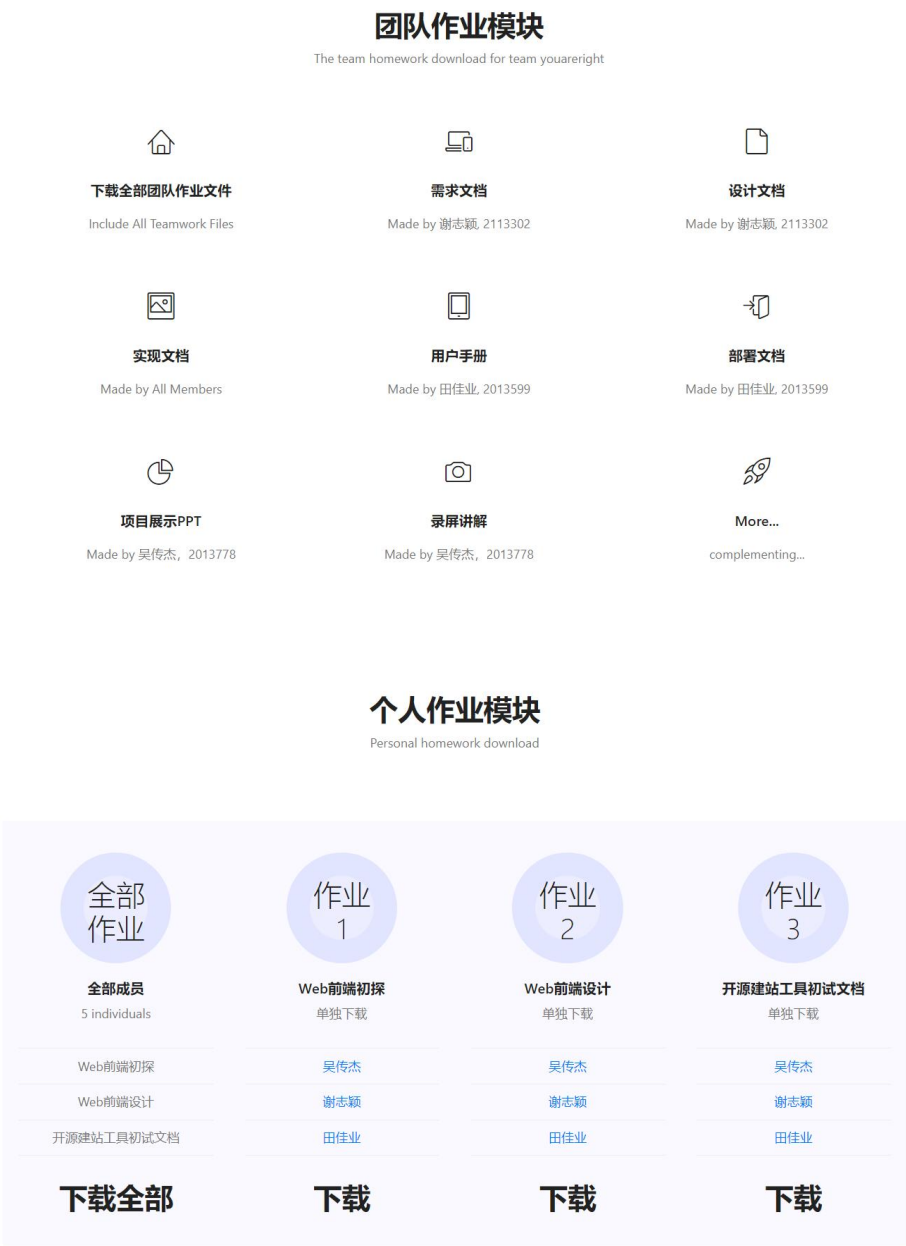 团队作业模块
The team homework download for team youareright
下载全部团队作业文件
Include All Teamwork Files
需求文档
Made by 谢志颖, 2113302
设计文档
Made by 谢志颖, 2113302
实现文档
Made by All Members
用户手册
Made by 田佳业, 2013599
部署文档
Made by 田佳业, 2013599
项目展示PPT
Made by 吴传杰，2013778
录屏讲解
Made by 吴传杰，2013778
More...
complementing...
个人作业模块
Personal homework download
全部
作业
全部成员
5 individuals
Web前端初探
Web前端设计
开源建站工具初试文档
下载全部
作业
1
Web前端初探
单独下载
吴传杰
谢志颖
田佳业
下载
作业
2
Web前端设计
单独下载
吴传杰
谢志颖
田佳业
下载
作业
3
开源建站工具初试文档
单独下载
吴传杰
谢志颖
田佳业
下载